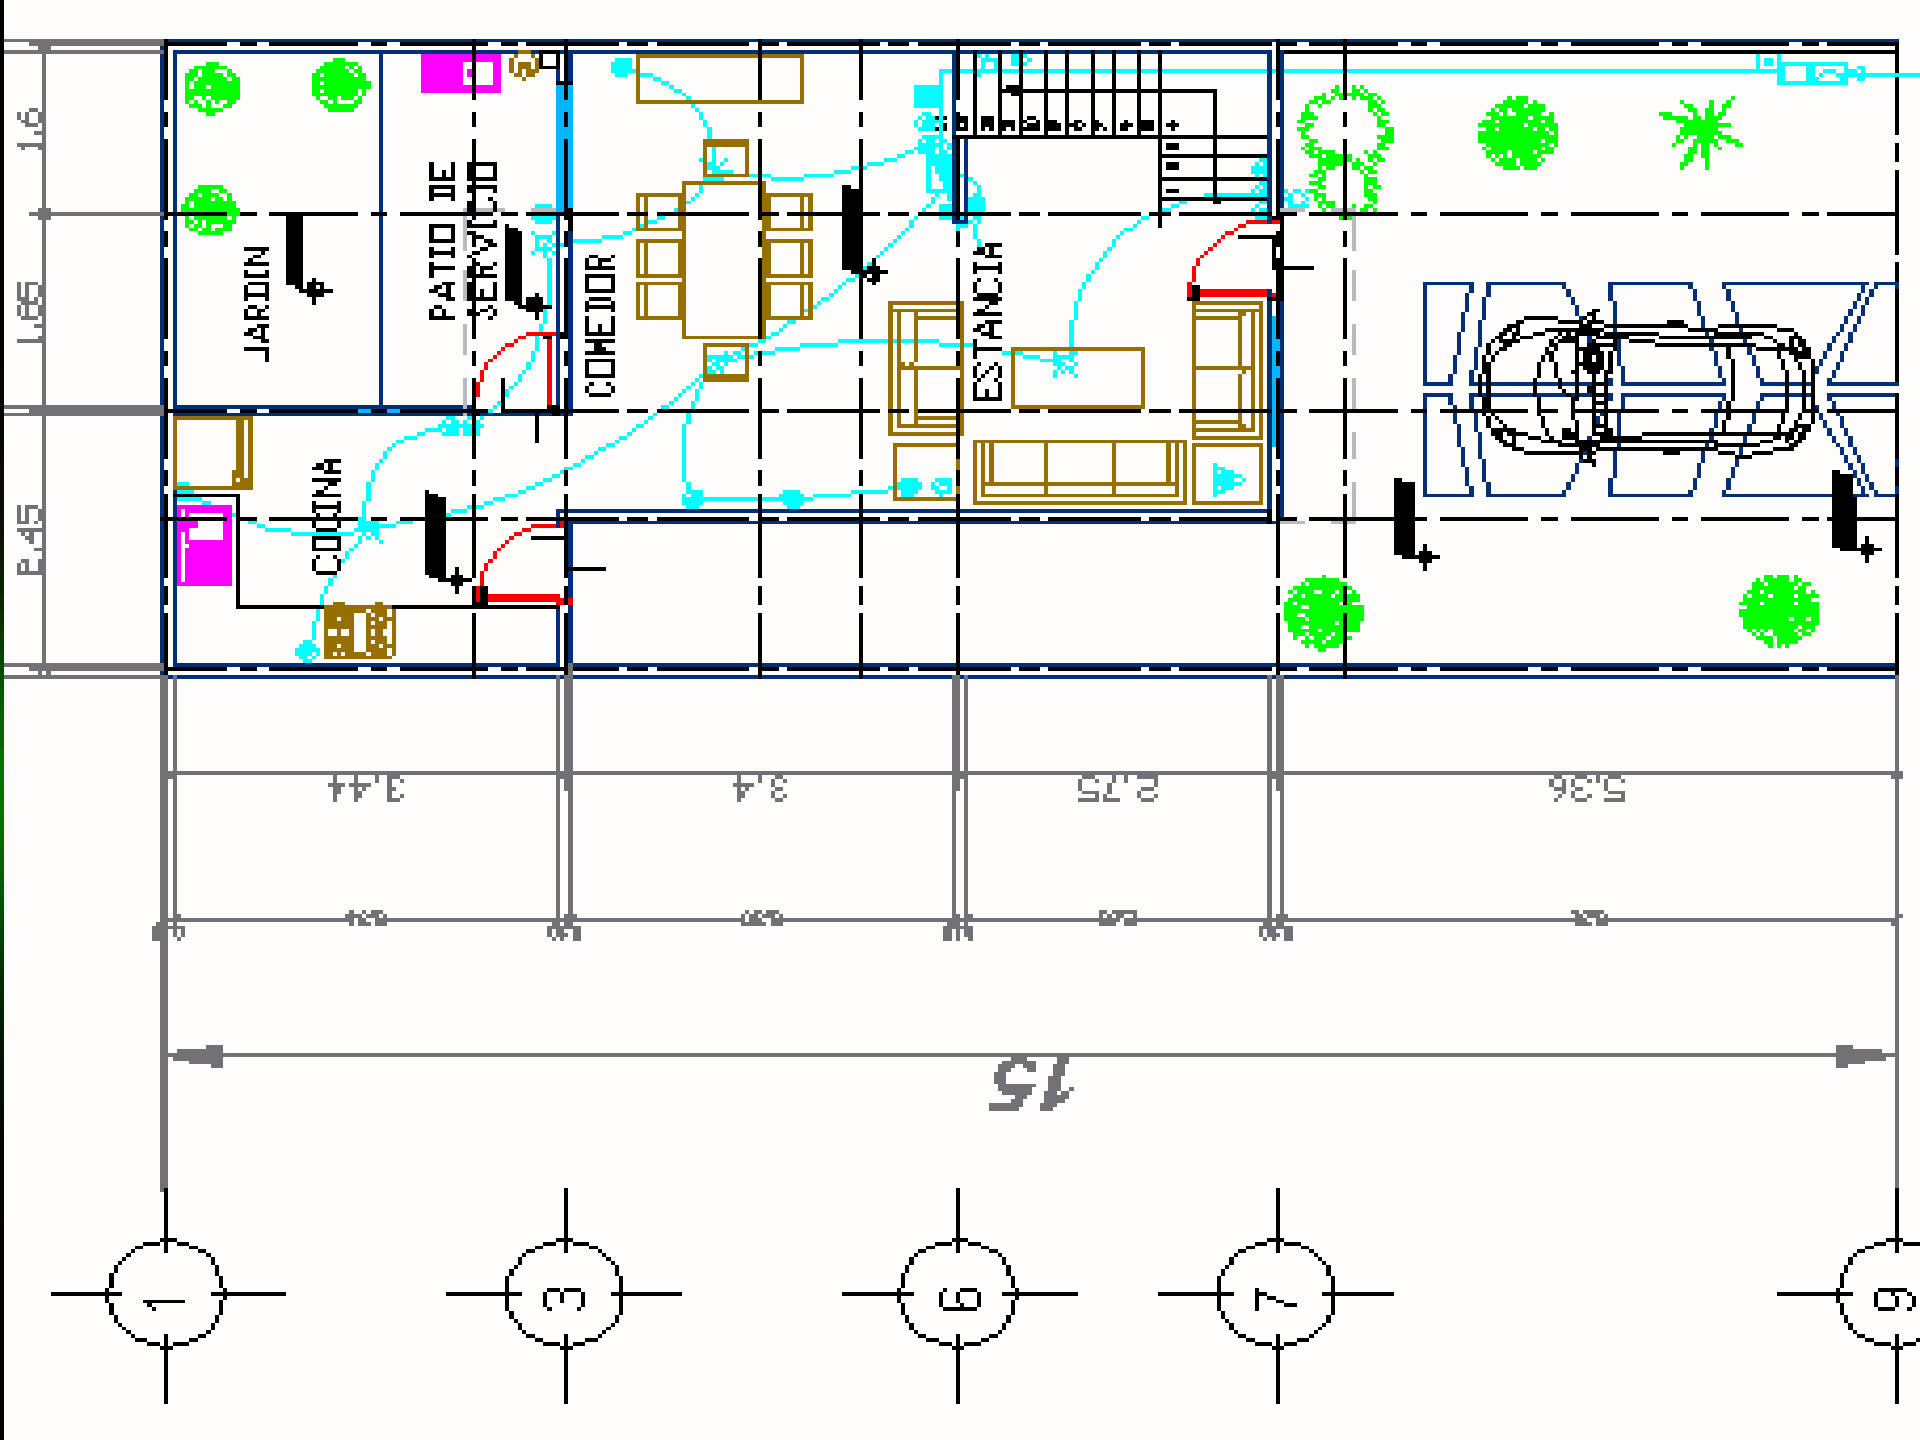 1.6
1.65
2.45
JARDIN
PATIO DE
SERVICIO
COMEDOR
ESTANCIA
COCINA
3.44
3.4
2.75
5.36
15
1
3
6
7
9